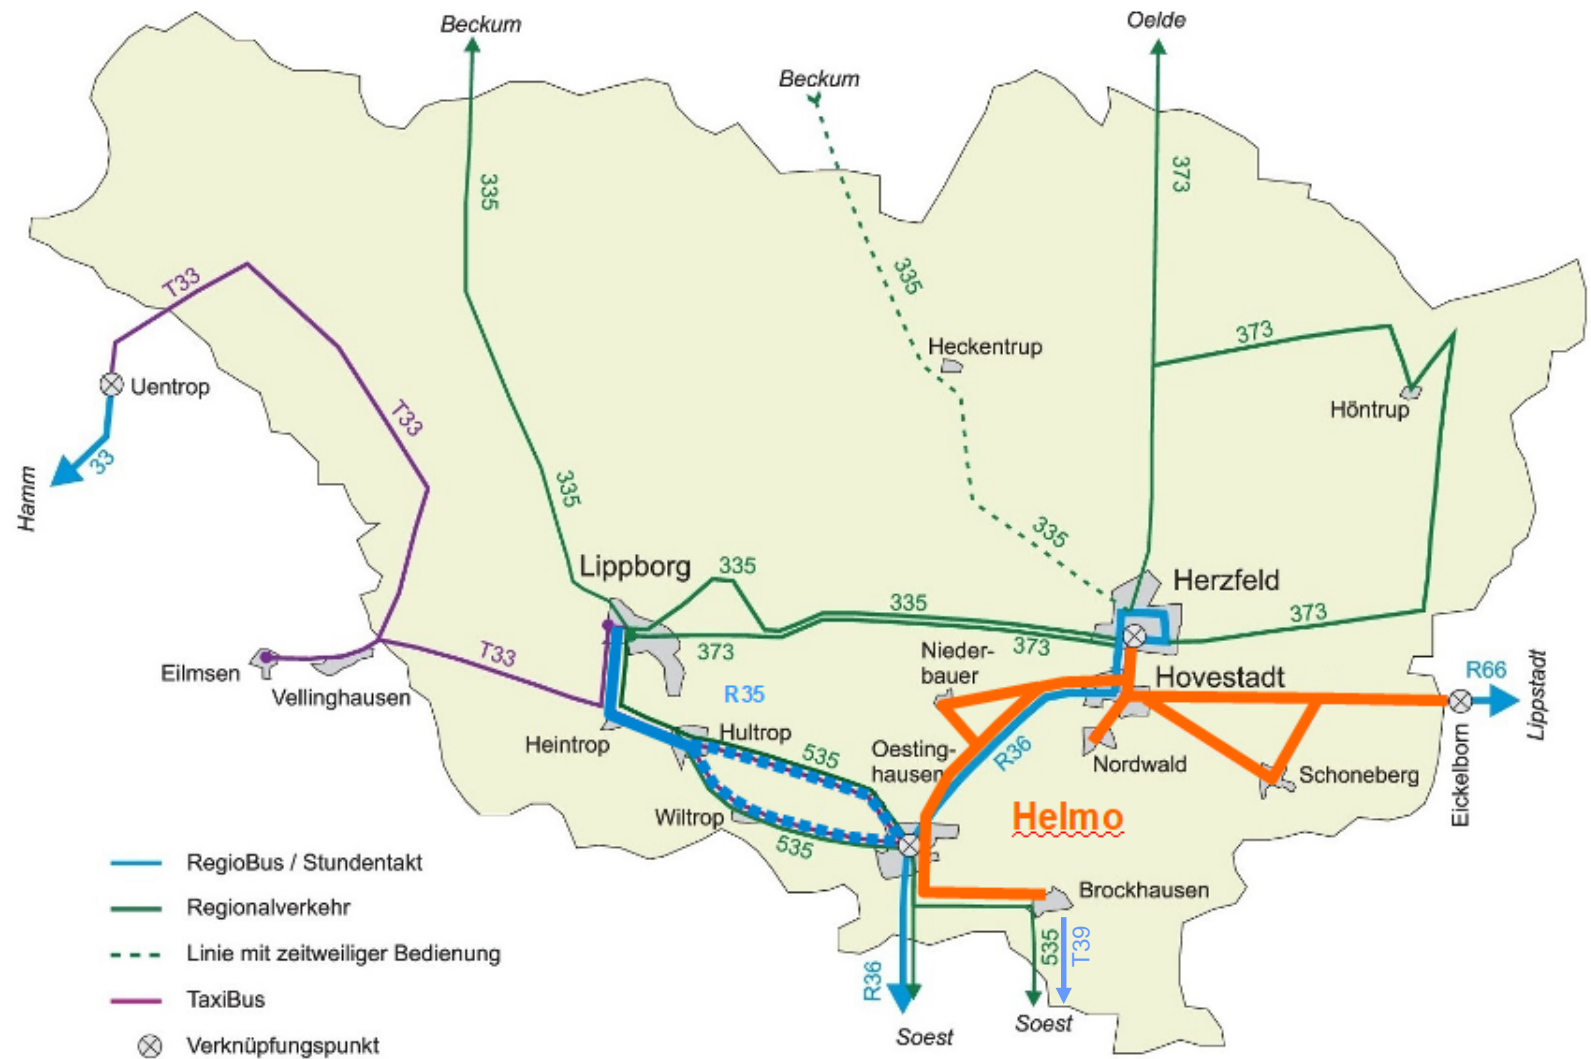 Beckum
Oelde
Beckum
335
373
T33
335
373
Heckentrup
Uentrop
Höntrup
33
T33
Hamm
335
335
Lippborg
335
Herzfeld
335
373
373
373
T33
Nieder-
bauer
Eilmsen
Vellinghausen
R35
Hovestadt
R66
Lippstadt
Heintrop
Hultrop
Oesting-
hausen
R36
Nordwald
Schoneberg
Eickelborn
535
Wiltrop
Helmo
535
Brockhausen
RegioBus / Stundentakt
Regionalverkehr
Linie mit zeitweiliger Bedienung
TaxiBus
Verknüpfungspunkt
R36
535
T39
Soest
Soest